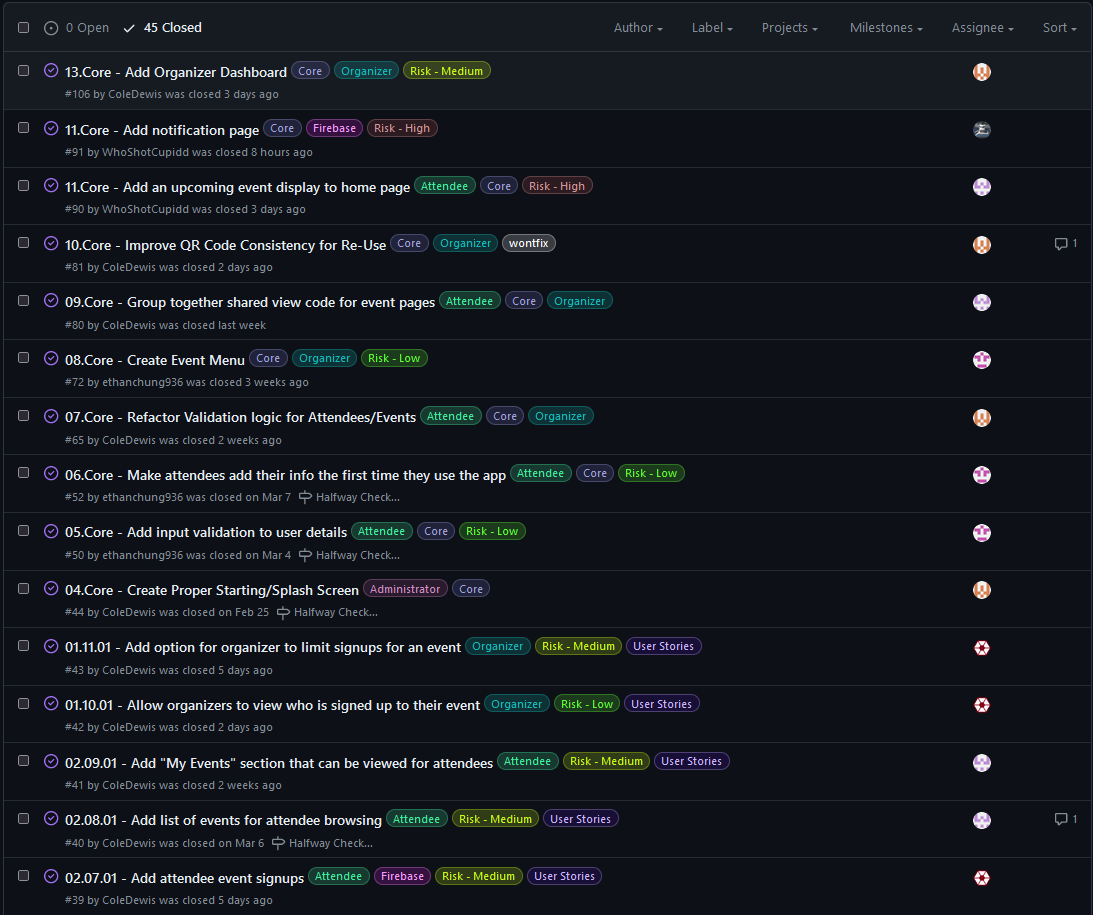 0 Open 45 Closed Author Label Projects Milestones Assignee Sort
13.Core - Add Organizer Dashboard Core Organizer Risk - Medium
#106 by ColeDewis was closed 3 days ago
11.Core - Add notification page Core Firebase Risk - High
#91 by WhoShotCupidd was closed 8 hours ago
11.Core - Add an upcoming event display to home page Attendee Core Risk - High
#90 by WhoShotCupidd was closed 3 days ago
10.Core - Improve QR Code Consistency for Re-Use Core Organizer wontfix 1
#81 by ColeDewis was closed 2 days ago
09.Core - Group together shared view code for event pages Attendee Core Organizer
#80 by ColeDewis was closed last week
08.Core - Create Event Menu Core Organizer Risk - Low
#72 by ethanchung936 was closed 3 weeks ago
07.Core - Refactor Validation logic for Attendees/Events Attendee Core Organizer
#65 by ColeDewis was closed 2 weeks ago
06.Core - Make attendees add their info the first time they use the app Attendee Core Risk - Low
#52 by ethanchung936 was closed on Mar 7 Halfway Check...
05.Core - Add input validation to user details Attendee Core Risk - Low
#50 by ethanchung936 was closed on Mar 4 Halfway Check...
04.Core - Create Proper Starting/Splash Screen Administrator Core
#44 by ColeDewis was closed on Feb 25 Halfway Check...
01.11.01 - Add option for organizer to limit signups for an event Organizer Risk - Medium User Stories
#43 by ColeDewis was closed 5 days ago
01.10.01 - Allow organizers to view who is signed up to their event Organizer Risk - Low User Stories
#42 by ColeDewis was closed 2 days ago
02.09.01 - Add "My Events" section that can be viewed for attendees Attendee Risk - Medium User Stories
#41 by ColeDewis was closed 2 weeks ago
02.08.01 - Add list of events for attendee browsing Attendee Risk - Medium User Stories 1
#40 by ColeDewis was closed on Mar 6 Halfway Check...
02.07.01 - Add attendee event signups Attendee Firebase Risk - Medium User Stories
#39 by ColeDewis was closed 5 days ago